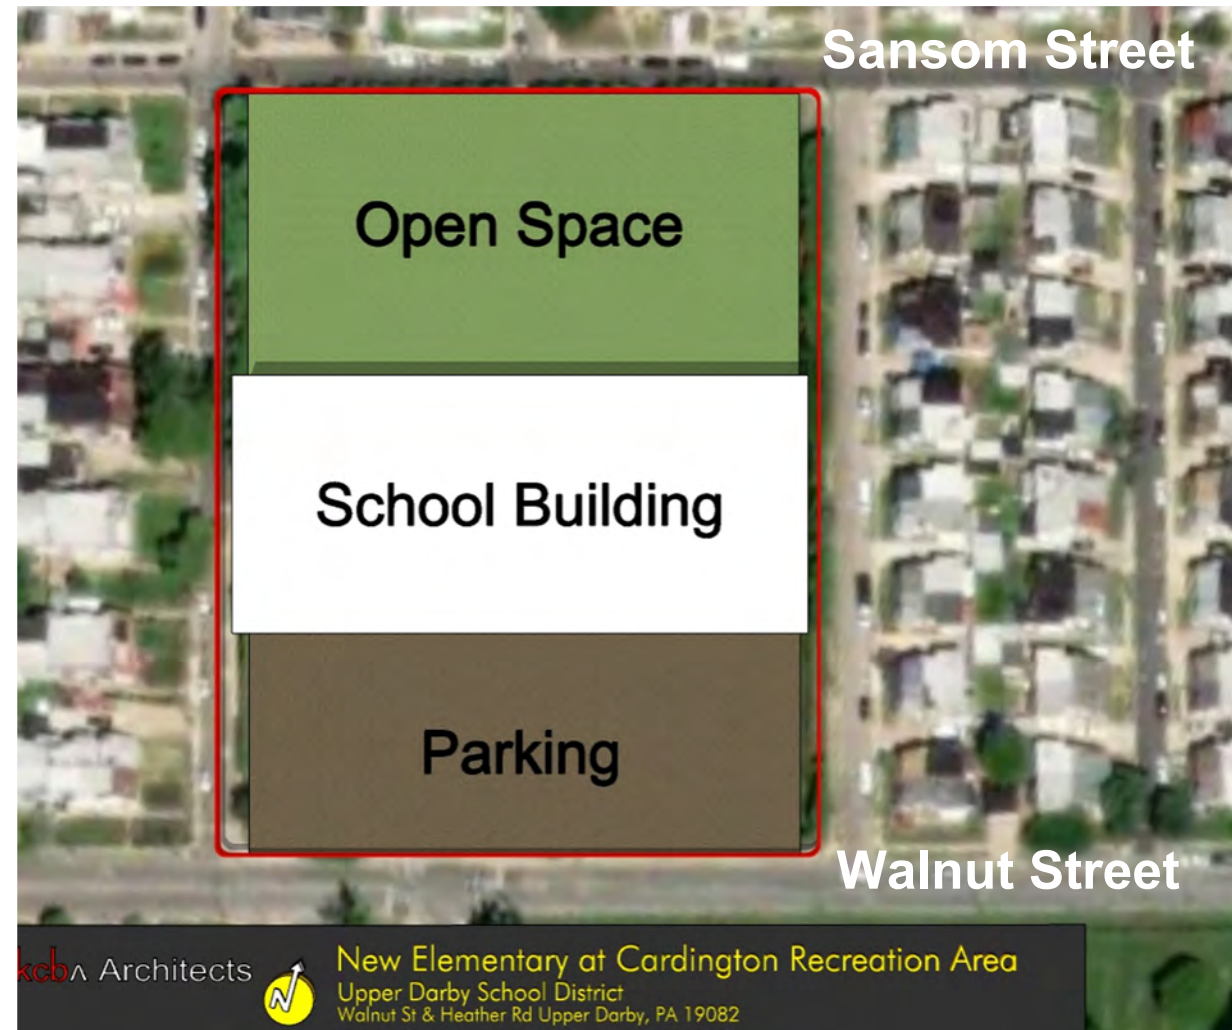 Sansom Street
Open Space
School Building
Parking
Walnut Street
kcba Architects
N
New Elementary at Cardington Recreation Area
Upper Darby School District
Walnut St & Heather Rd Upper Darby, PA 19082